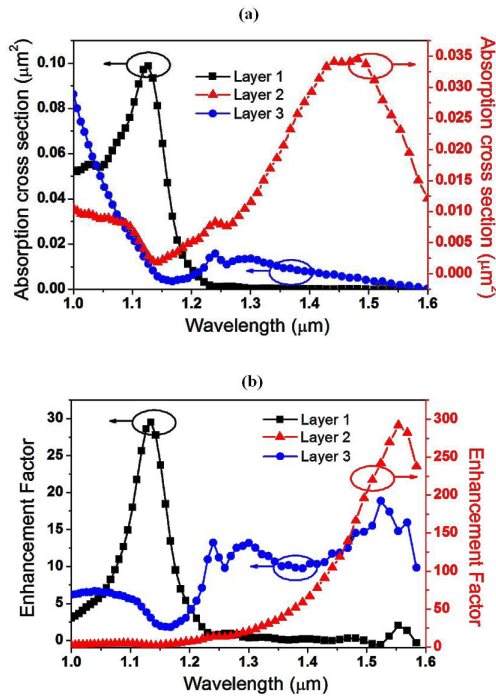 (a)
Absorption cross section (μm²)
0.10
0.08
0.06
0.04
0.02
0.00
Layer 1
Layer 2
Layer 3
0.035
0.030
0.025
0.020
0.015
0.010
0.005
0.000
Absorption cross section (μm²)
1.0 1.1 1.2 1.3 1.4 1.5 1.6
Wavelength (μm)
(b)
Enhancement Factor
30
25
20
15
10
5
0
Layer 1
Layer 2
Layer 3
300
250
200
150
100
50
0
Enhancement Factor
1.0 1.1 1.2 1.3 1.4 1.5 1.6
Wavelength (μm)